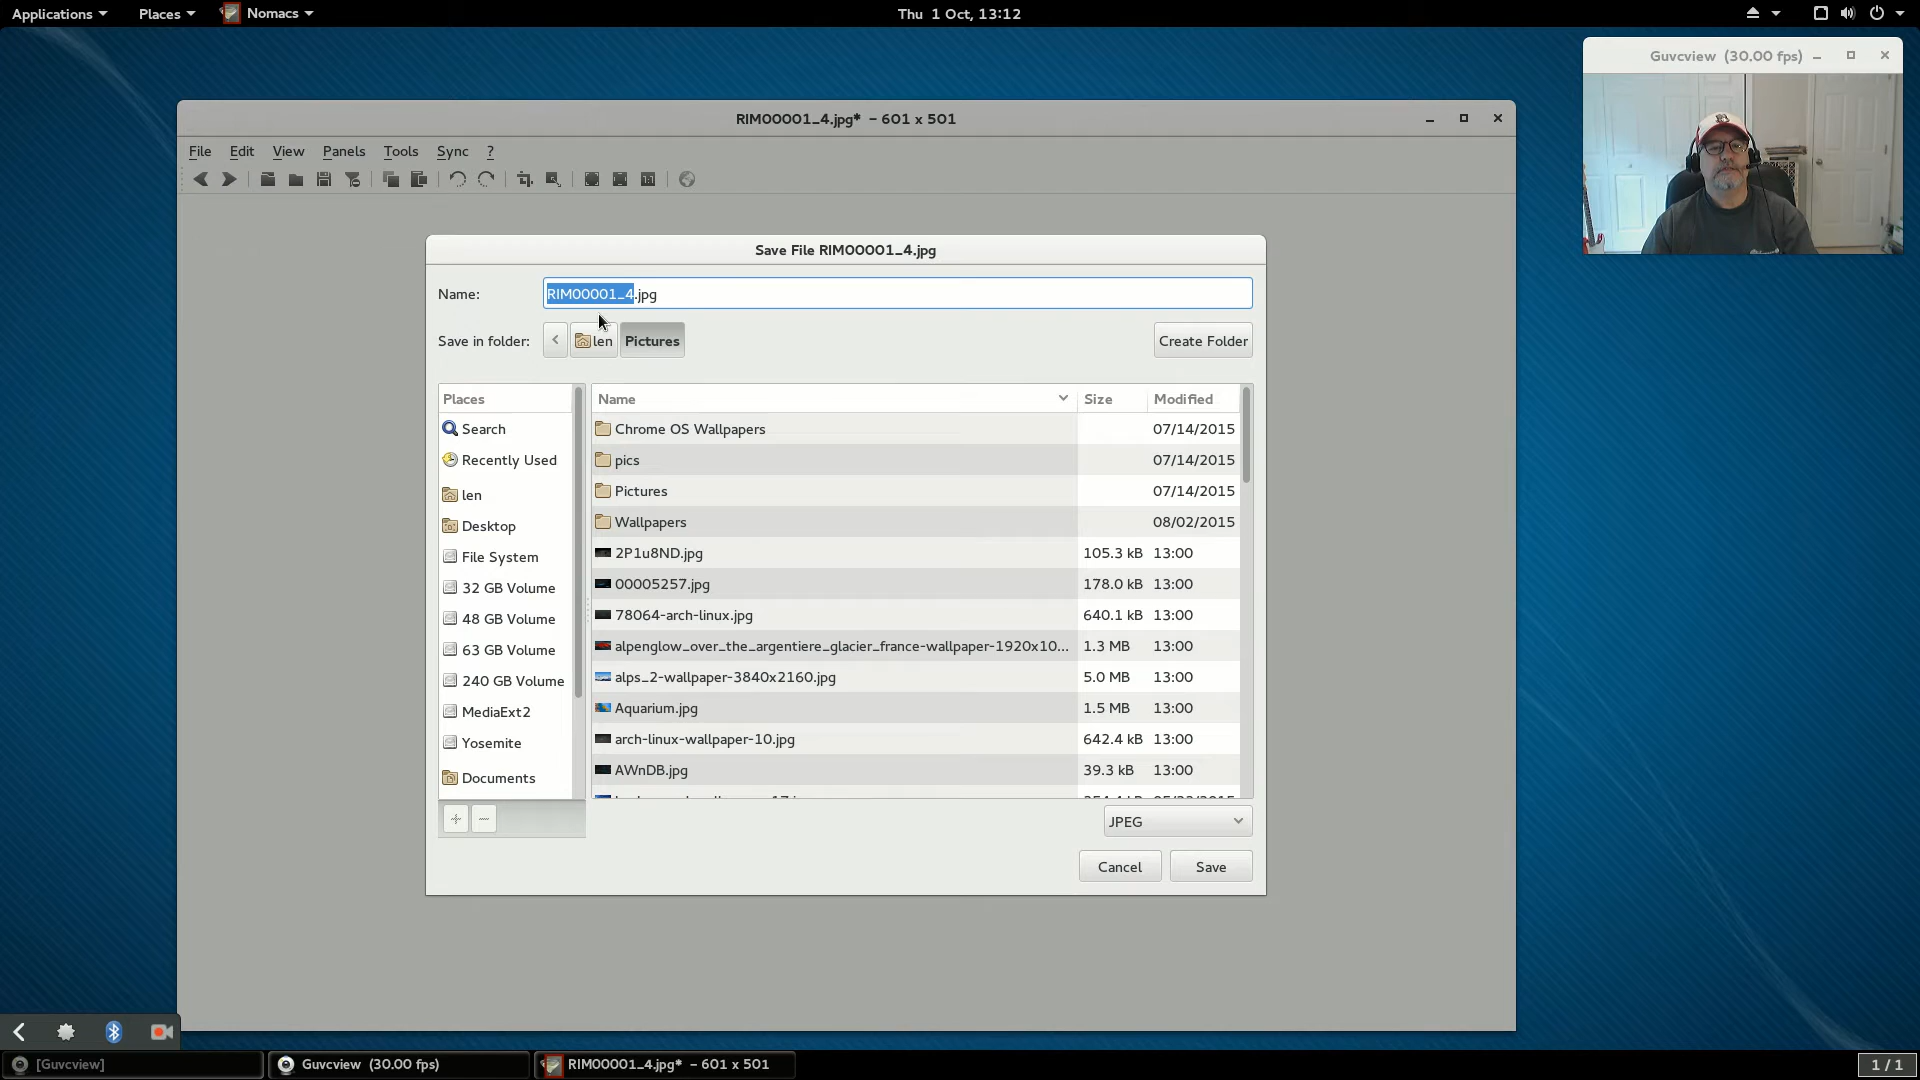 Applications Places Nomacs Thu 1 Oct, 13:12
Guvcview (30.00 fps)
RIM00001_4.jpg* - 601 x 501
File Edit View Panels Tools Sync ?
1:1
Save File RIM00001_4.jpg
Name: RIM00001_4.jpg
Save in folder: < len Pictures Create Folder
Places Name Size Modified
Search Chrome OS Wallpapers 07/14/2015
Recently Used pics 07/14/2015
len Pictures 07/14/2015
Desktop Wallpapers 08/02/2015
File System 2P1u8ND.jpg 105.3 kB 13:00
32 GB Volume 00005257.jpg 178.0 kB 13:00
48 GB Volume 78064-arch-linux.jpg 640.1 kB 13:00
63 GB Volume alpenglow_over_the_argentiere_glacier_france-wallpaper-1920x10... 1.3 MB 13:00
240 GB Volume alps_2-wallpaper-3840x2160.jpg 5.0 MB 13:00
MediaExt2 Aquarium.jpg 1.5 MB 13:00
Yosemite arch-linux-wallpaper-10.jpg 642.4 kB 13:00
Documents AWnDB.jpg 39.3 kB 13:00
JPEG
Cancel Save
[Guvcview] Guvcview (30.00 fps) RIM00001_4.jpg* - 601 x 501 1 / 1